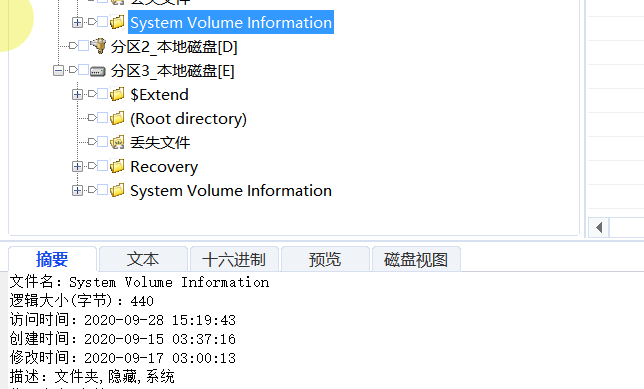 丢失文件
System Volume Information
分区2_本地磁盘[D]
分区3_本地磁盘[E]
$Extend
(Root directory)
丢失文件
Recovery
System Volume Information
摘要 文本 十六进制 预览 磁盘视图
文件名: System Volume Information
逻辑大小(字节): 440
访问时间: 2020-09-28 15:19:43
创建时间: 2020-09-15 03:37:16
修改时间: 2020-09-17 03:00:13
描述: 文件夹,隐藏,系统